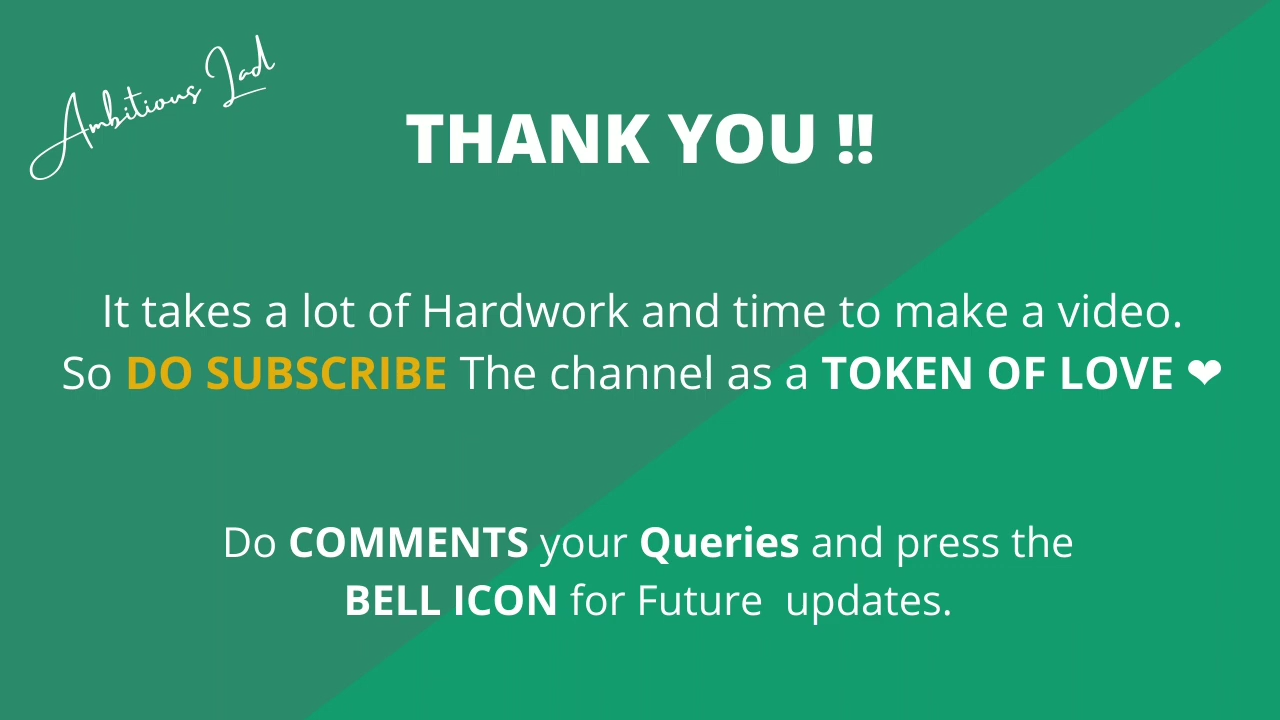 Ambitious Lad
THANK YOU !!
It takes a lot of Hardwork and time to make a video.
So DO SUBSCRIBE The channel as a TOKEN OF LOVE ❤
Do COMMENTS your Queries and press the
BELL ICON for Future  updates.